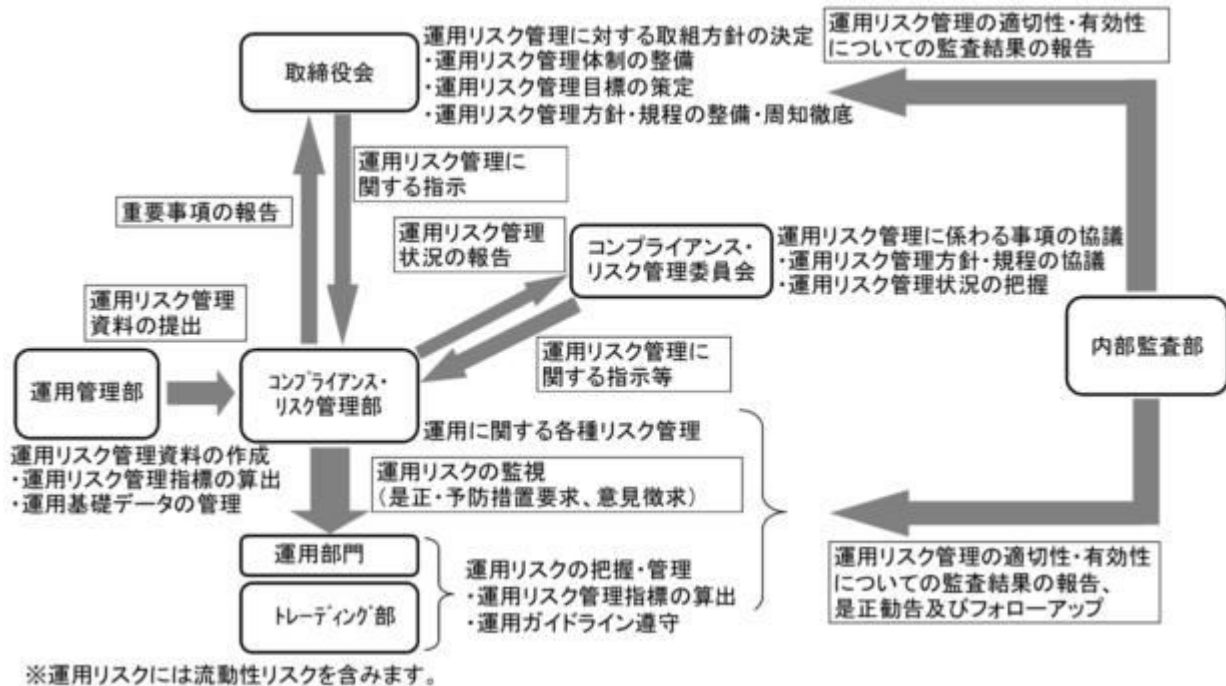 取締役会
運用リスク管理に対する取組方針の決定
・運用リスク管理体制の整備
・運用リスク管理目標の策定
・運用リスク管理方針・規程の整備・周知徹底
運用リスク管理の適切性・有効性
についての監査結果の報告
運用リスク管理に
関する指示
重要事項の報告
運用リスク管理
状況の報告
コンプライアンス・
リスク管理委員会
運用リスク管理に係わる事項の協議
・運用リスク管理方針・規程の協議
・運用リスク管理状況の把握
運用リスク管理
資料の提出
運用リスク管理に
関する指示等
内部監査部
運用管理部
コンプライアンス・
リスク管理部
運用に関する各種リスク管理
運用リスク管理資料の作成
・運用リスク管理指標の算出
・運用基礎データの管理
運用リスクの監視
（是正・予防措置要求、意見徴求）
運用部門
トレーディング部
運用リスクの把握・管理
・運用リスク管理指標の算出
・運用ガイドライン遵守
運用リスク管理の適切性・有効性
についての監査結果の報告、
是正勧告及びフォローアップ
※運用リスクには流動性リスクを含みます。